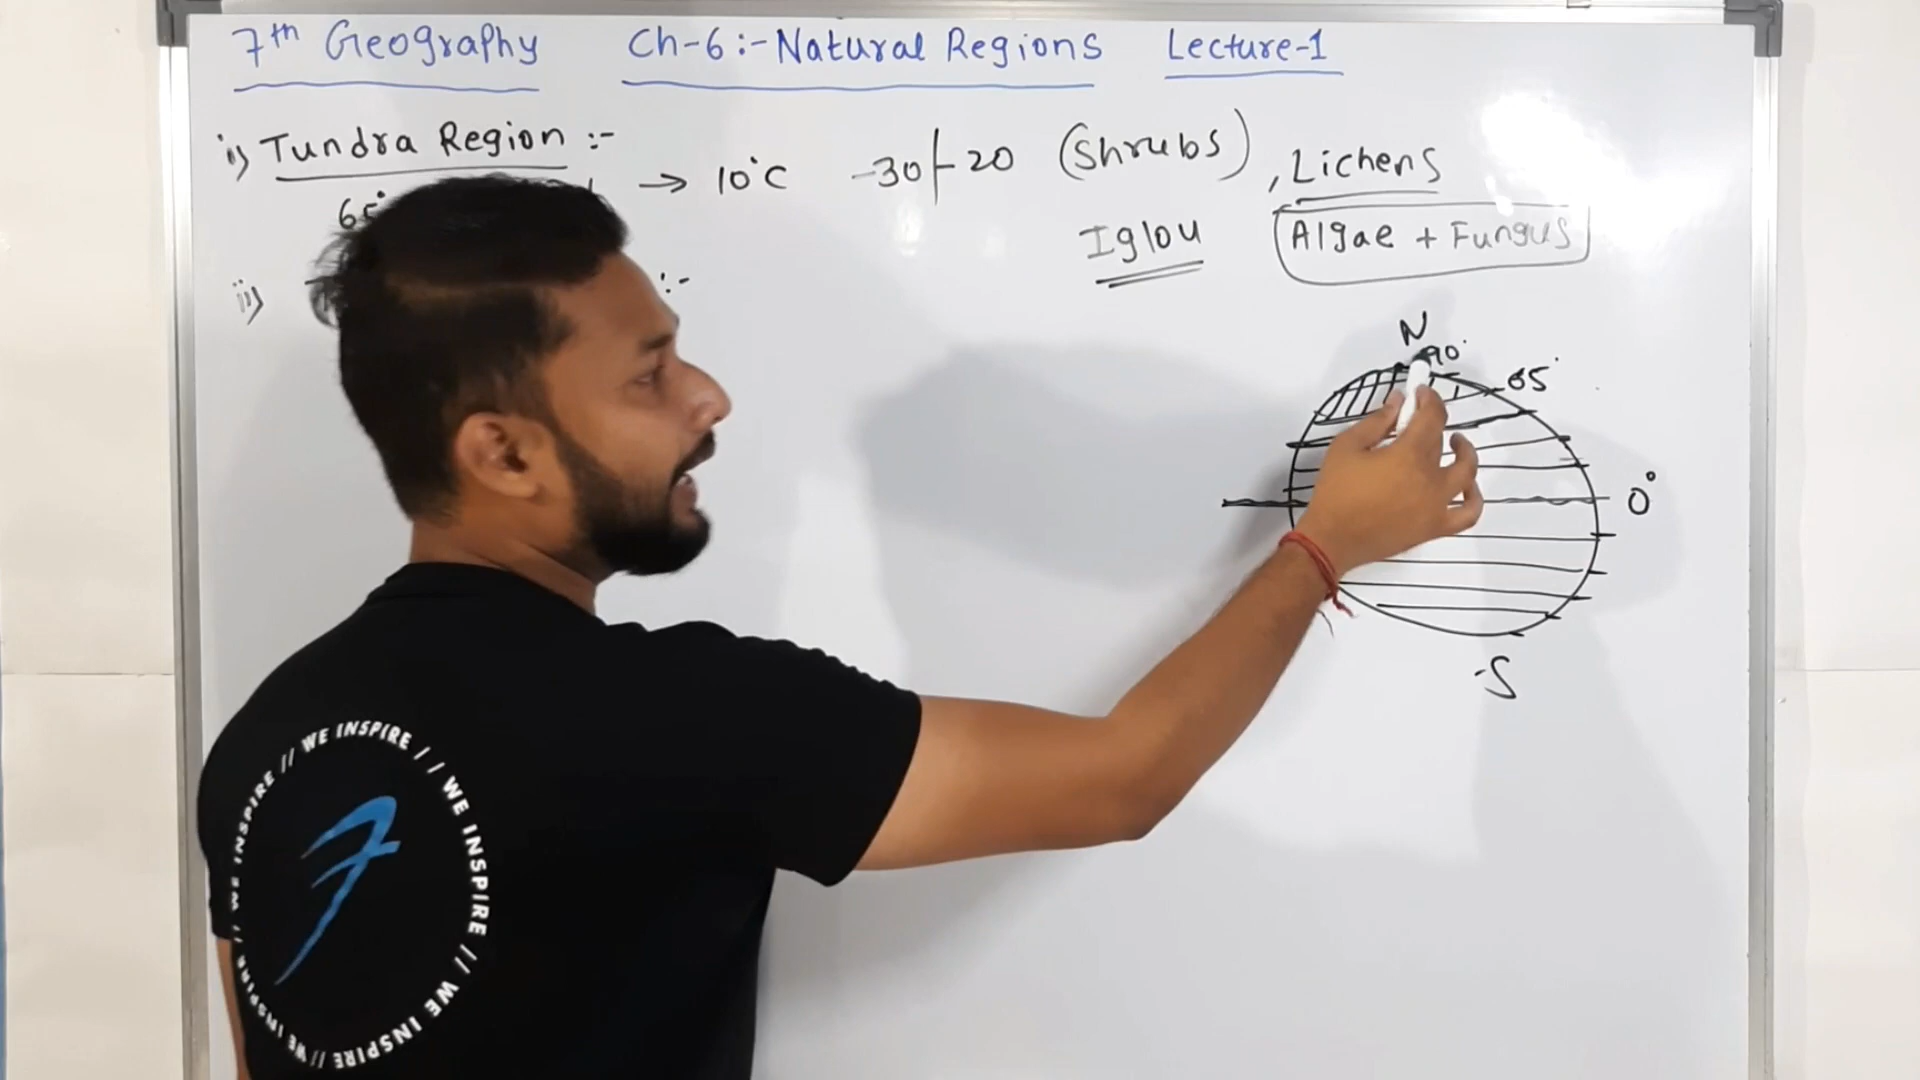 7th Geography Ch-6:- Natural Regions Lecture-1
i) Tundra Region :-
→ 10°C -30/-20 (Shrubs) , Lichens
65°
Iglou Algae + Fungus
ii) :-
N
90°
65°
0°
S
WE INSPIRE // WE INSPIRE // WE INSPIRE // WE INSPIRE // WE INSPIRE //